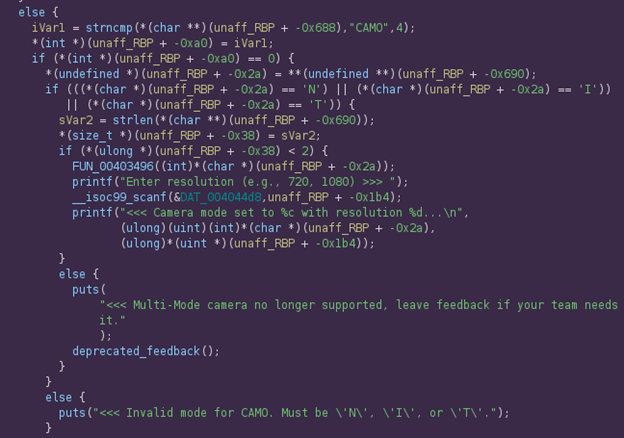 else {
iVar1 = strncmp(*(char **)(unaff_RBP + -0x688),"CAMO",4);
*(int *)(unaff_RBP + -0xa0) = iVar1;
if (*(int *)(unaff_RBP + -0xa0) == 0) {
*(undefined *)(unaff_RBP + -0x2a) = **(undefined **)(unaff_RBP + -0x690);
if (((*(char *)(unaff_RBP + -0x2a) == 'N') || (*(char *)(unaff_RBP + -0x2a) == 'I'))
|| (*(char *)(unaff_RBP + -0x2a) == 'T')) {
sVar2 = strlen(*(char **)(unaff_RBP + -0x690));
*(size_t *)(unaff_RBP + -0x38) = sVar2;
if (*(ulong *)(unaff_RBP + -0x38) < 2) {
FUN_00403496((int)*(char *)(unaff_RBP + -0x2a));
printf("Enter resolution (e.g., 720, 1080) >>> ");
__isoc99_scanf(&DAT_004044d8,unaff_RBP + -0x1b4);
printf("<<< Camera mode set to %c with resolution %d...\n",
(ulong)(uint)(int)*(char *)(unaff_RBP + -0x2a),
(ulong)*(uint *)(unaff_RBP + -0x1b4));
}
else {
puts(
"<<< Multi-Mode camera no longer supported, leave feedback if your team needs
it."
);
deprecated_feedback();
}
}
else {
puts("<<< Invalid mode for CAMO. Must be \'N\', \'I\', or \'T\'.");
}